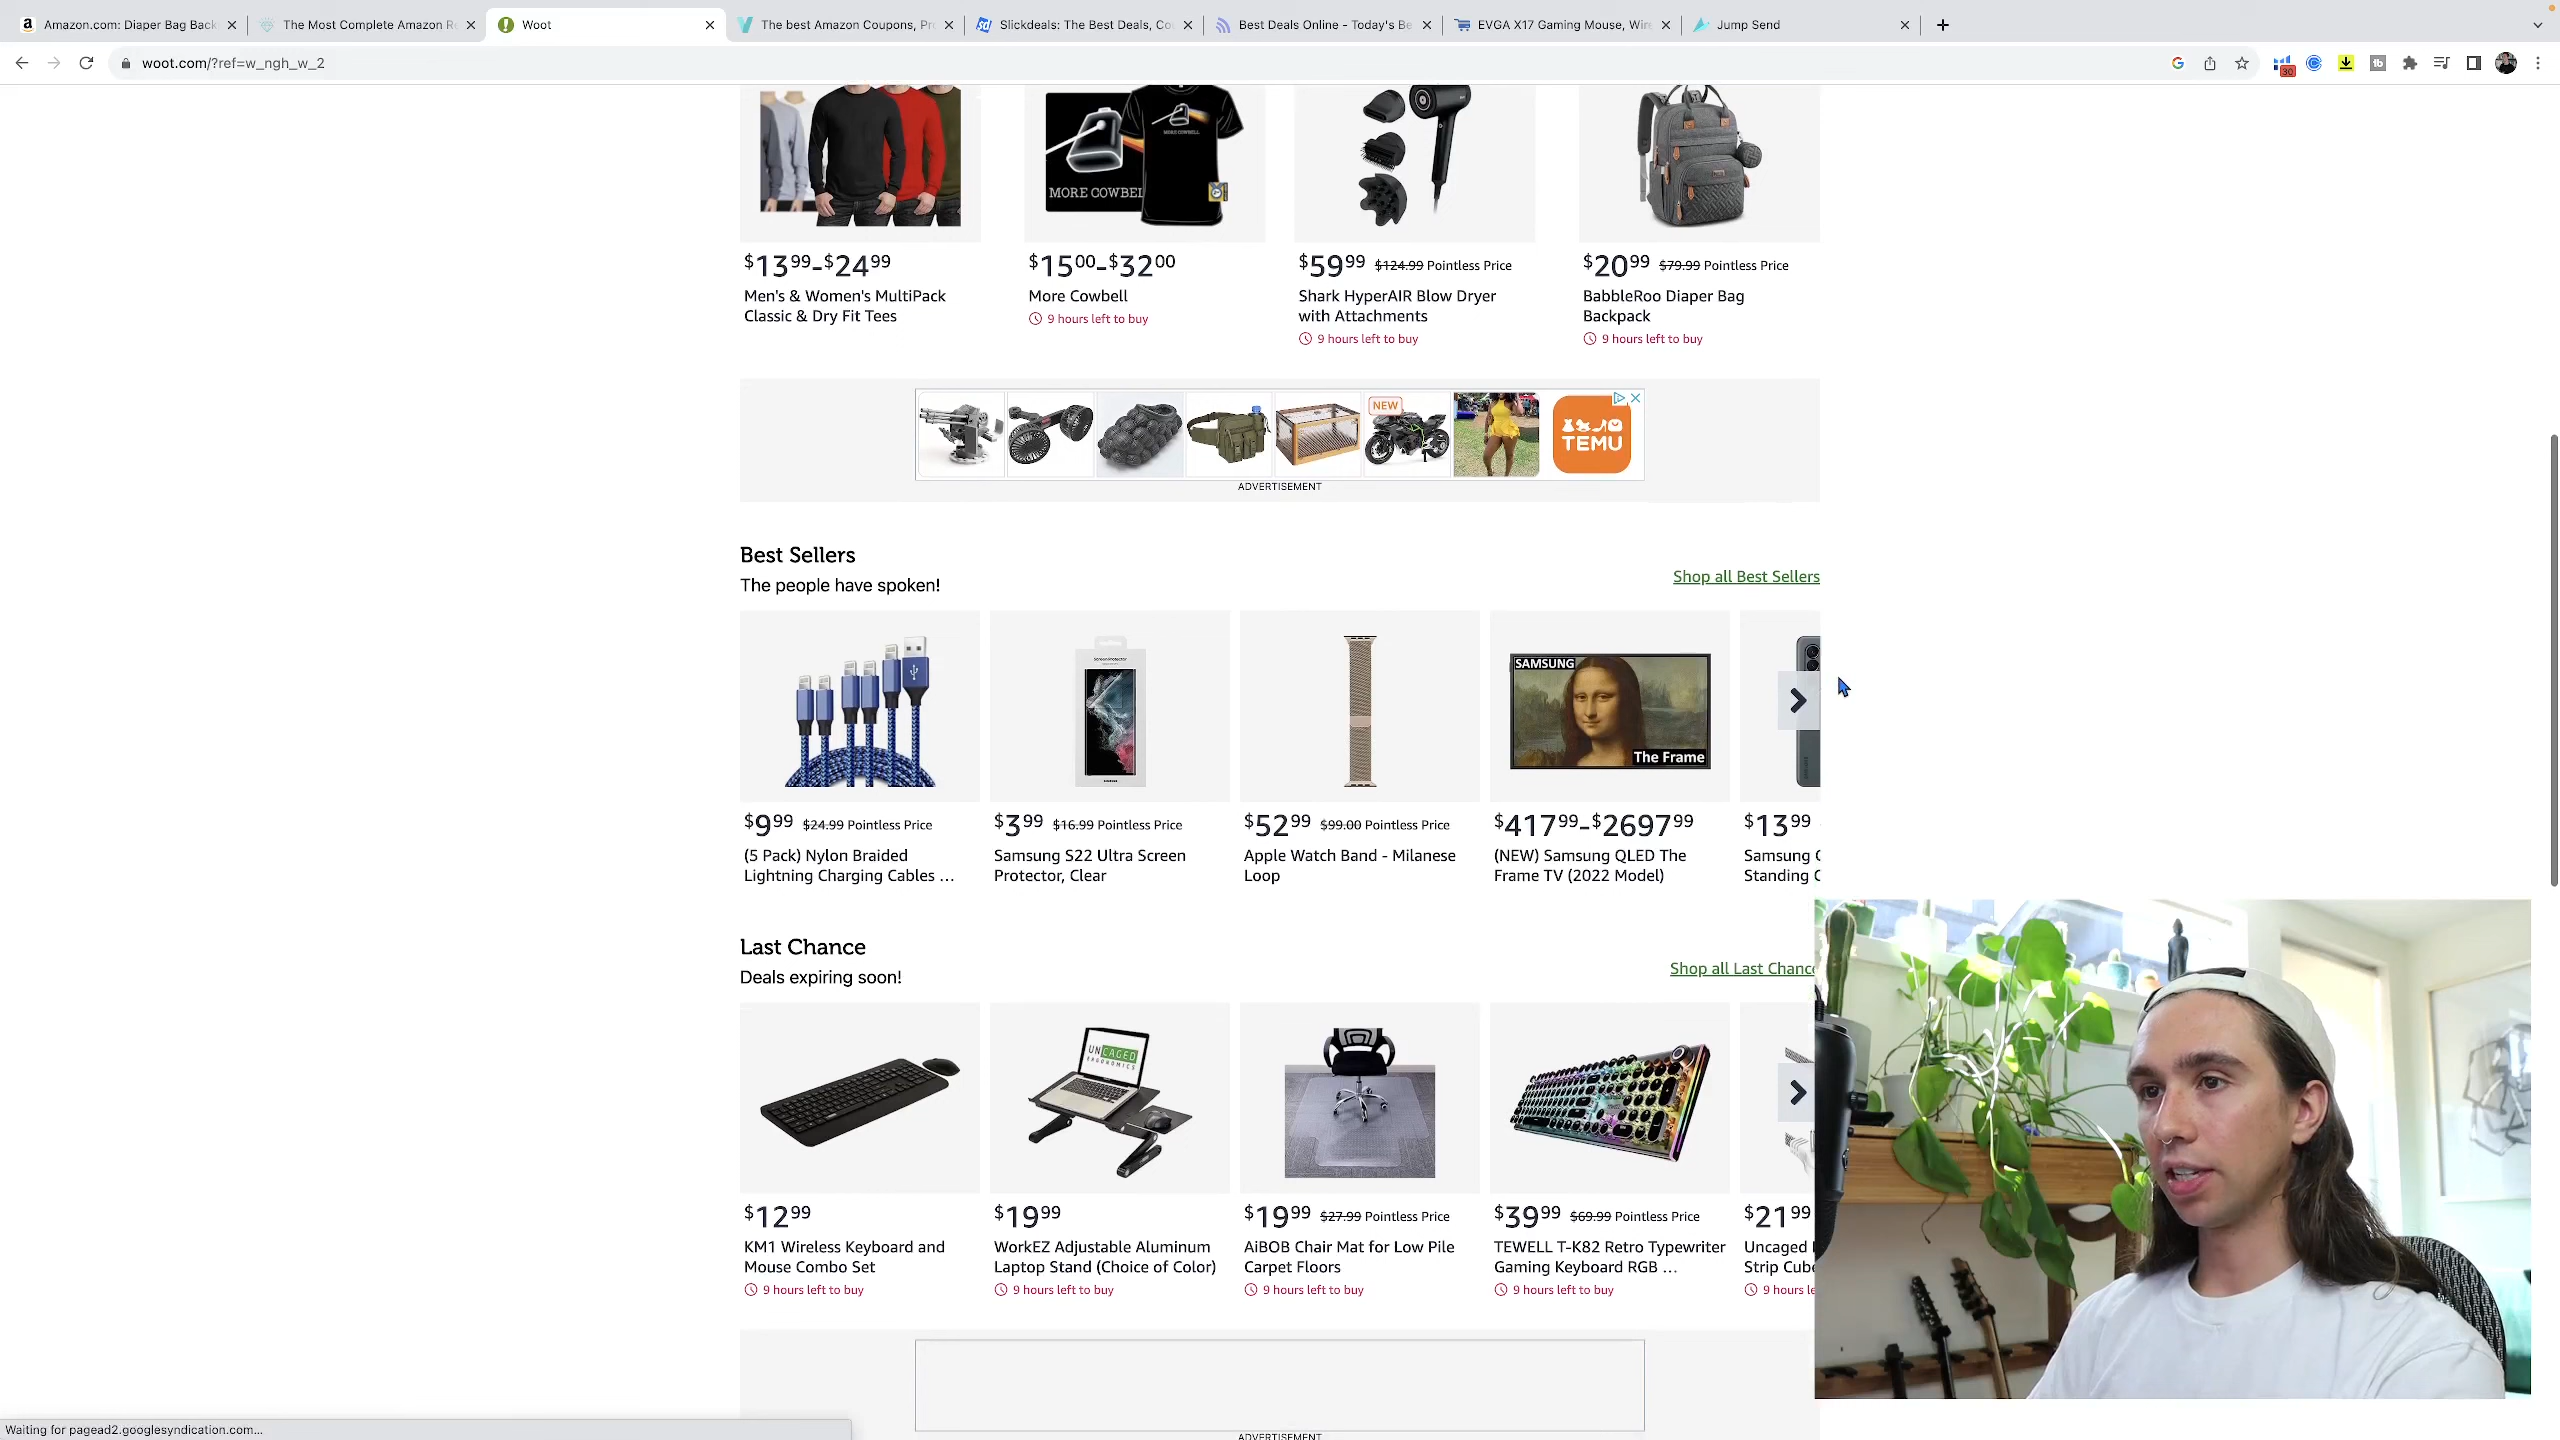 Amazon.com: Diaper Bag Back
The Most Complete Amazon Re
Woot
The best Amazon Coupons, Pr
Slickdeals: The Best Deals, Co
Best Deals Online - Today's Be
EVGA X17 Gaming Mouse, Wire
Jump Send
woot.com/?ref=w_ngh_w_2
30
MORE COWBELL
MORE COWBELL
$13.99-$24.99
Men's & Women's MultiPack
Classic & Dry Fit Tees
$15.00-$32.00
More Cowbell
9 hours left to buy
$59.99 $124.99 Pointless Price
Shark HyperAIR Blow Dryer
with Attachments
9 hours left to buy
$20.99 $79.99 Pointless Price
BabbleRoo Diaper Bag
Backpack
9 hours left to buy
NEW
TEMU
ADVERTISEMENT
Best Sellers
The people have spoken!
Shop all Best Sellers
SAMSUNG
The Frame
$9.99 $24.99 Pointless Price
(5 Pack) Nylon Braided
Lightning Charging Cables ...
$3.99 $16.99 Pointless Price
Samsung S22 Ultra Screen
Protector, Clear
$52.99 $99.00 Pointless Price
Apple Watch Band - Milanese
Loop
$417.99-$2697.99
(NEW) Samsung QLED The
Frame TV (2022 Model)
$13.99
Samsung
Standing
Last Chance
Deals expiring soon!
Shop all Last Chance
UNCAGED
ERGONOMICS
$12.99
KM1 Wireless Keyboard and
Mouse Combo Set
9 hours left to buy
$19.99
WorkEZ Adjustable Aluminum
Laptop Stand (Choice of Color)
9 hours left to buy
$19.99 $27.99 Pointless Price
AiBOB Chair Mat for Low Pile
Carpet Floors
9 hours left to buy
$39.99 $69.99 Pointless Price
TEWELL T-K82 Retro Typewriter
Gaming Keyboard RGB ...
9 hours left to buy
$21.99
Uncaged
Strip Cube
9 hours le
ADVERTISEMENT
Waiting for pagead2.googlesyndication.com...